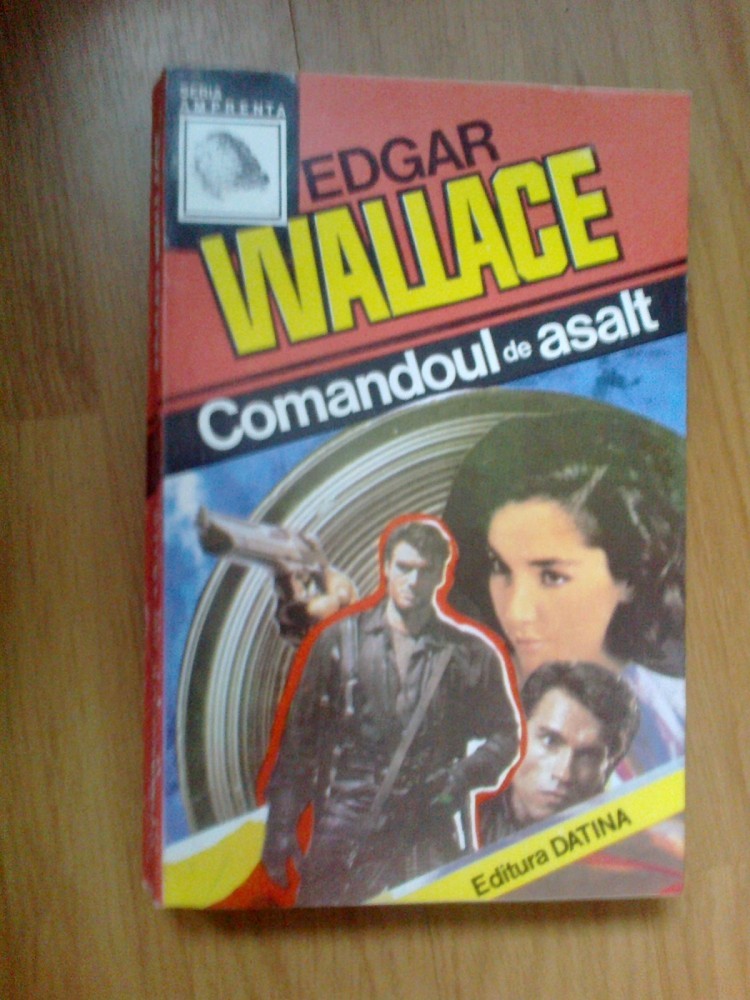 SERIA
AMPRENTA
EDGAR
WALLACE
Comandoul de asalt
Editura DATINA